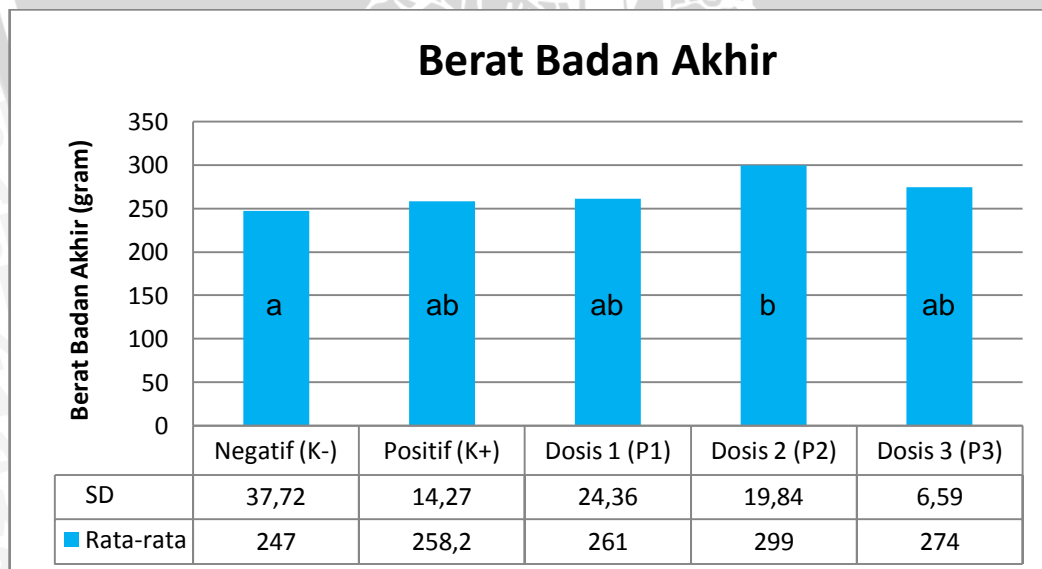 Berat Badan Akhir
Berat Badan Akhir (gram)
350
300
250
200
150
100
50
0
a ab ab b ab
Negatif (K-) Positif (K+) Dosis 1 (P1) Dosis 2 (P2) Dosis 3 (P3)
SD 37,72 14,27 24,36 19,84 6,59
Rata-rata 247 258,2 261 299 274